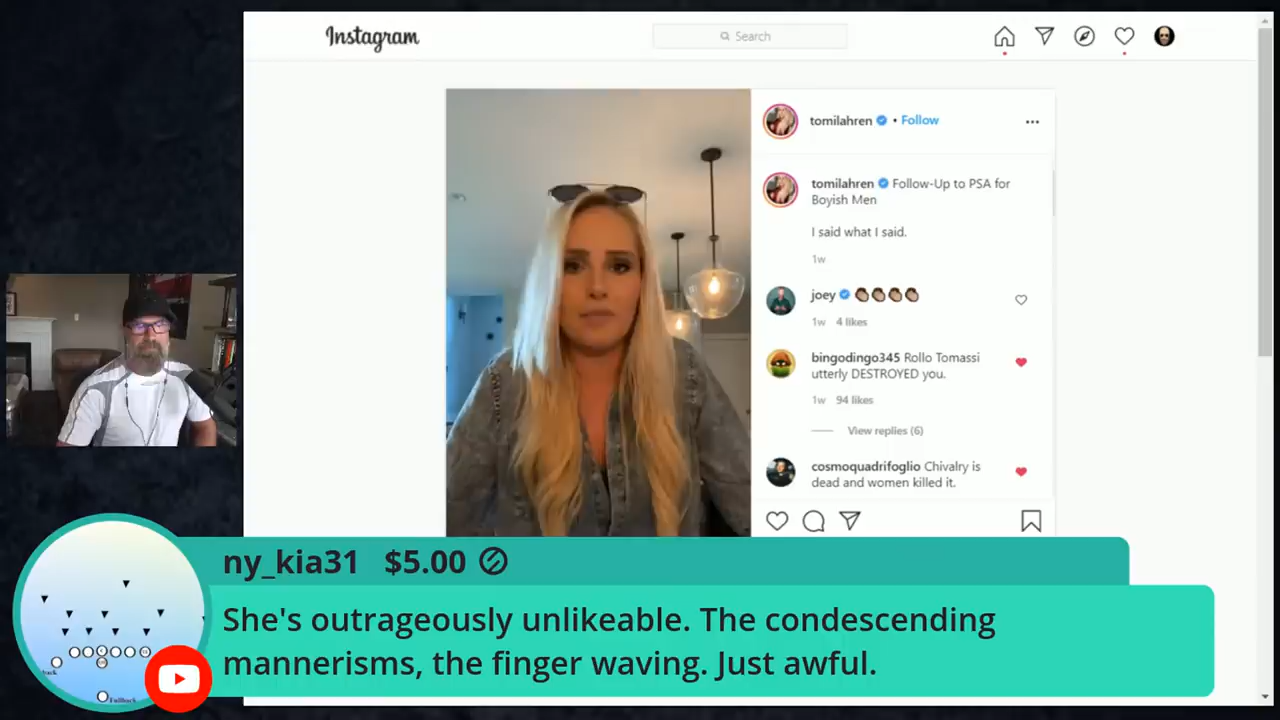 Instagram
Search
tomilahren • Follow
tomilahren Follow-Up to PSA for
Boyish Men
I said what I said.
1w
joey
1w 4 likes
bingodingo345 Rollo Tomassi
utterly DESTROYED you.
1w 94 likes
View replies (6)
cosmoquadrifoglio Chivalry is
dead and women killed it.
ny_kia31 $5.00
She's outrageously unlikeable. The condescending
mannerisms, the finger waving. Just awful.
Fullback